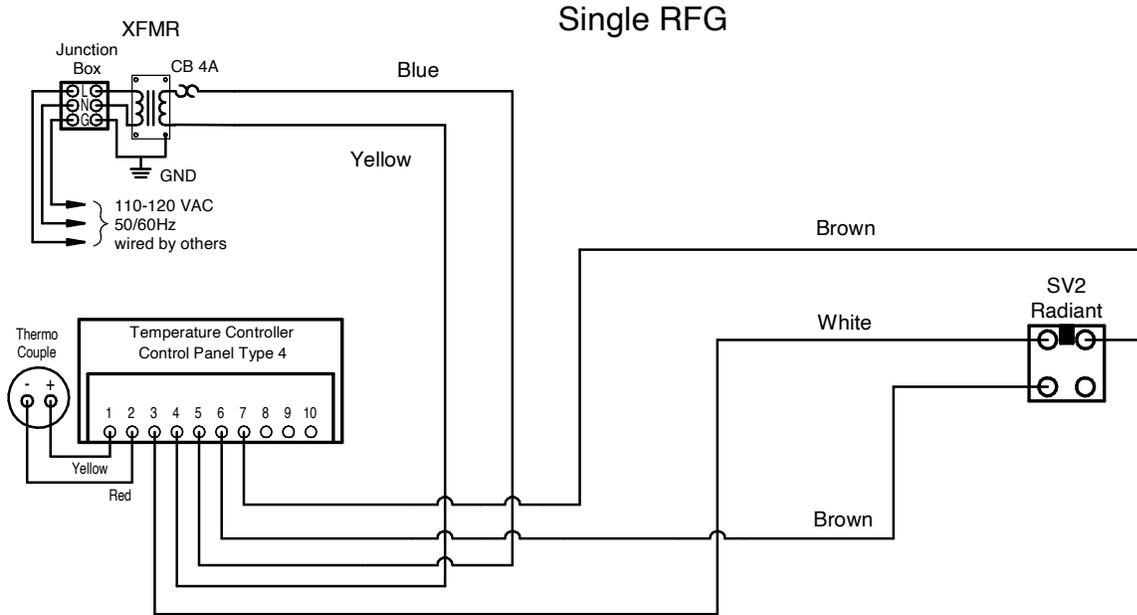 Single RFG
XFMR
Junction
Box
CB 4A
Blue
L
N
G
Yellow
GND
110-120 VAC
50/60Hz
wired by others
Brown
SV2
Radiant
White
Thermo
Couple
- +
Temperature Controller
Control Panel Type 4
1 2 3 4 5 6 7 8 9 10
Yellow
Red
Brown